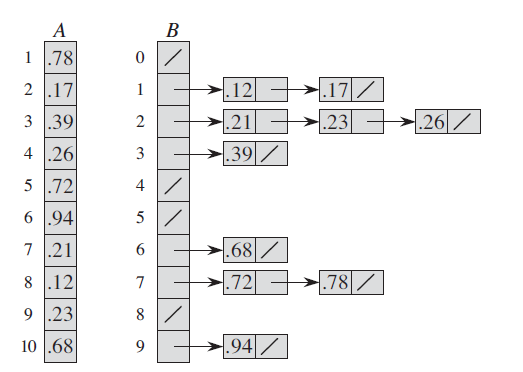 A B
1 .78 0 /
2 .17 1 .12 .17 /
3 .39 2 .21 .23 .26 /
4 .26 3 .39 /
5 .72 4 /
6 .94 5 /
7 .21 6 .68 /
8 .12 7 .72 .78 /
9 .23 8 /
10 .68 9 .94 /